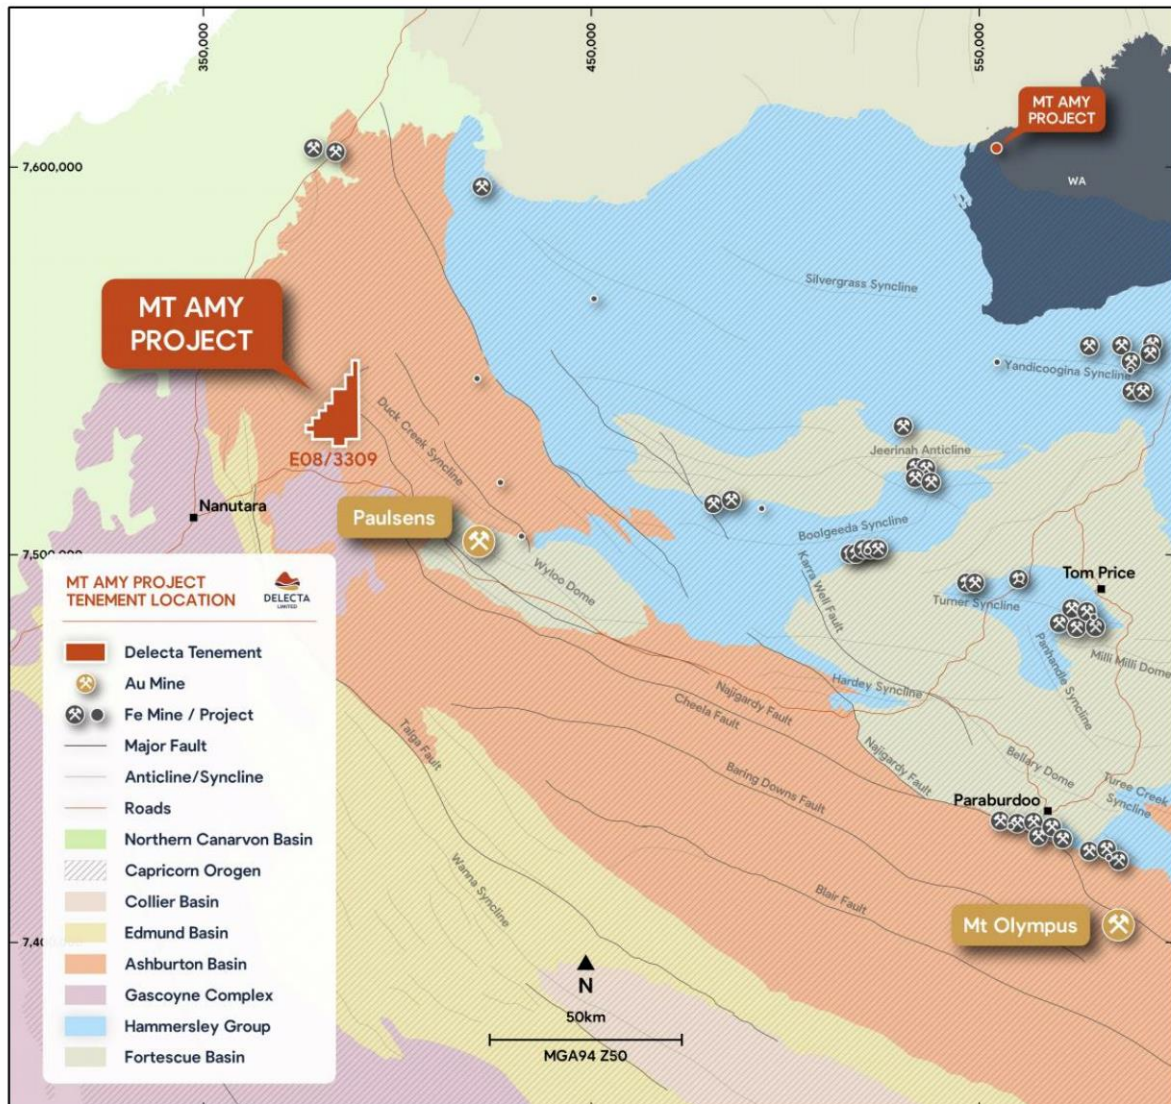 350,000
450,000
550,000
7,600,000
MT AMY
PROJECT
WA
MT AMY
PROJECT
E08/3309
Silvergrass Syncline
Yandicoogina Syncline
Duck Creek Syncline
Jeerinah Anticline
Nanutara
Paulsens
Boolgeeda Syncline
Wyloo Dome
Karra Well Fault
Tom Price
Turner Syncline
Milli Milli Dome
Panhandle Syncline
Hardey Syncline
Najigardy Fault
Cheela Fault
Talga Fault
Baring Downs Fault
Najigardy Fault
Bellary Dome
Turee Creek
Syncline
Paraburdoo
Wanna Syncline
Blair Fault
Mt Olympus
MT AMY PROJECT
TENEMENT LOCATION
DELECTA
LIMITED
Delecta Tenement
Au Mine
Fe Mine / Project
Major Fault
Anticline/Syncline
Roads
Northern Canarvon Basin
Capricorn Orogen
Collier Basin
Edmund Basin
Ashburton Basin
Gascoyne Complex
Hammersley Group
Fortescue Basin
N
50km
MGA94 Z50